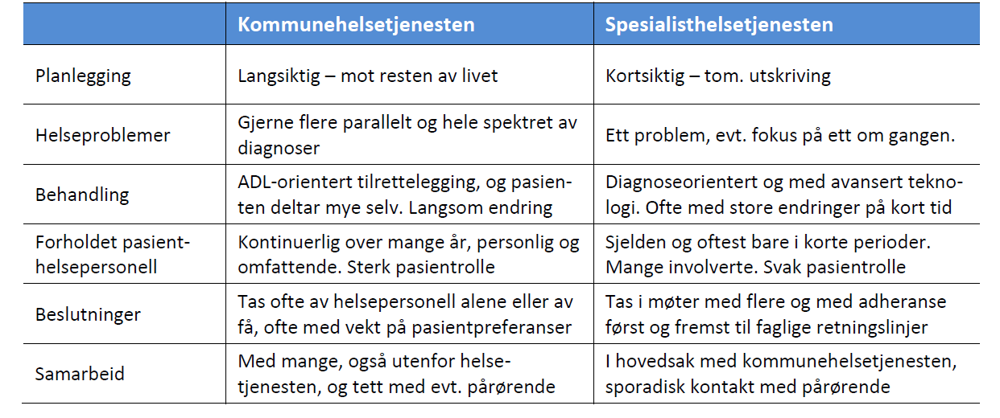 Kommunehelsetjenesten Spesialisthelsetjenesten
Planlegging Langsiktig – mot resten av livet Kortsiktig – tom. utskriving
Helseproblemer
Gjerne flere parallelt og hele spektret av
diagnoser
Ett problem, evt. fokus på ett om gangen.
Behandling
ADL-orientert tilrettelegging, og pasien-
ten deltar mye selv. Langsom endring
Diagnoseorientert og med avansert tekno-
logi. Ofte med store endringer på kort tid
Forholdet pasient-
helsepersonell
Kontinuerlig over mange år, personlig og
omfattende. Sterk pasientrolle
Sjelden og oftest bare i korte perioder.
Mange involverte. Svak pasientrolle
Beslutninger
Tas ofte av helsepersonell alene eller av
få, ofte med vekt på pasientpreferanser
Tas i møter med flere og med adheranse
først og fremst til faglige retningslinjer
Samarbeid
Med mange, også utenfor helse-
tjenesten, og tett med evt. pårørende
I hovedsak med kommunehelsetjenesten,
sporadisk kontakt med pårørende